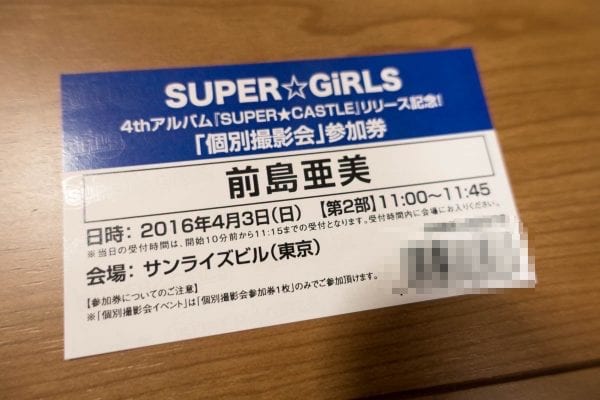 SUPER☆GiRLS
4thアルバム『SUPER★CASTLE』リリース記念!
「個別撮影会」参加券
前島亜美
日時: 2016年4月3日(日) 【第2部】11:00〜11:45
※当日の受付時間は、開始10分前から11:15までの受付となります。受付時間内に会場にお入りください。
会場: サンライズビル(東京)
【参加券についてのご注意】
※「個別撮影会イベント」は「個別撮影会参加券1枚」のみでご参加頂けます。